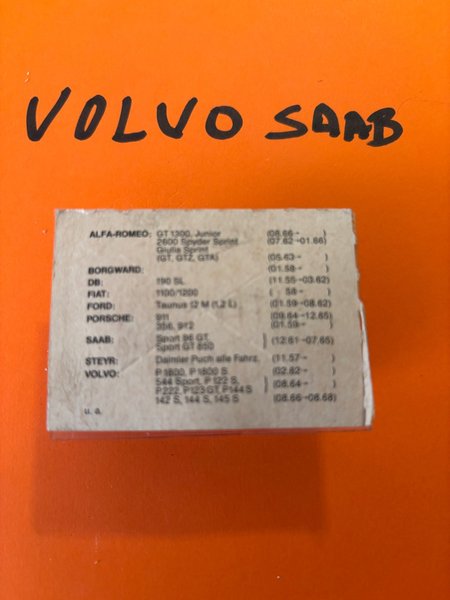 VOLVO SAAB
ALFA-ROMEO: GT 1300, Junior (08.66→ )
2600 Spyder Sprint (07.62→01.66)
Giulia Sprint
(GT, GTZ, GTA) (05.63→ )
BORGWARD: (01.58→ )
DB: 190 SL (11.55→03.62)
FIAT: 1100/1200 ( 58→ )
FORD: Taunus 12 M (1,2 L) (01.59→08.62)
PORSCHE: 911 (09.64→12.65)
356, 912 (01.59→ )
SAAB: Sport 96 GT, (12.61→07.65)
Sport GT 850
STEYR: Daimler Puch alle Fahrz. (11.57→ )
VOLVO: P 1800, P 1800 S (02.62→ )
544 Sport, P 122 S, (08.64→ )
P 222, P 123 GT, P 144 S
142 S, 144 S, 145 S (08.66→08.68)
u. a.